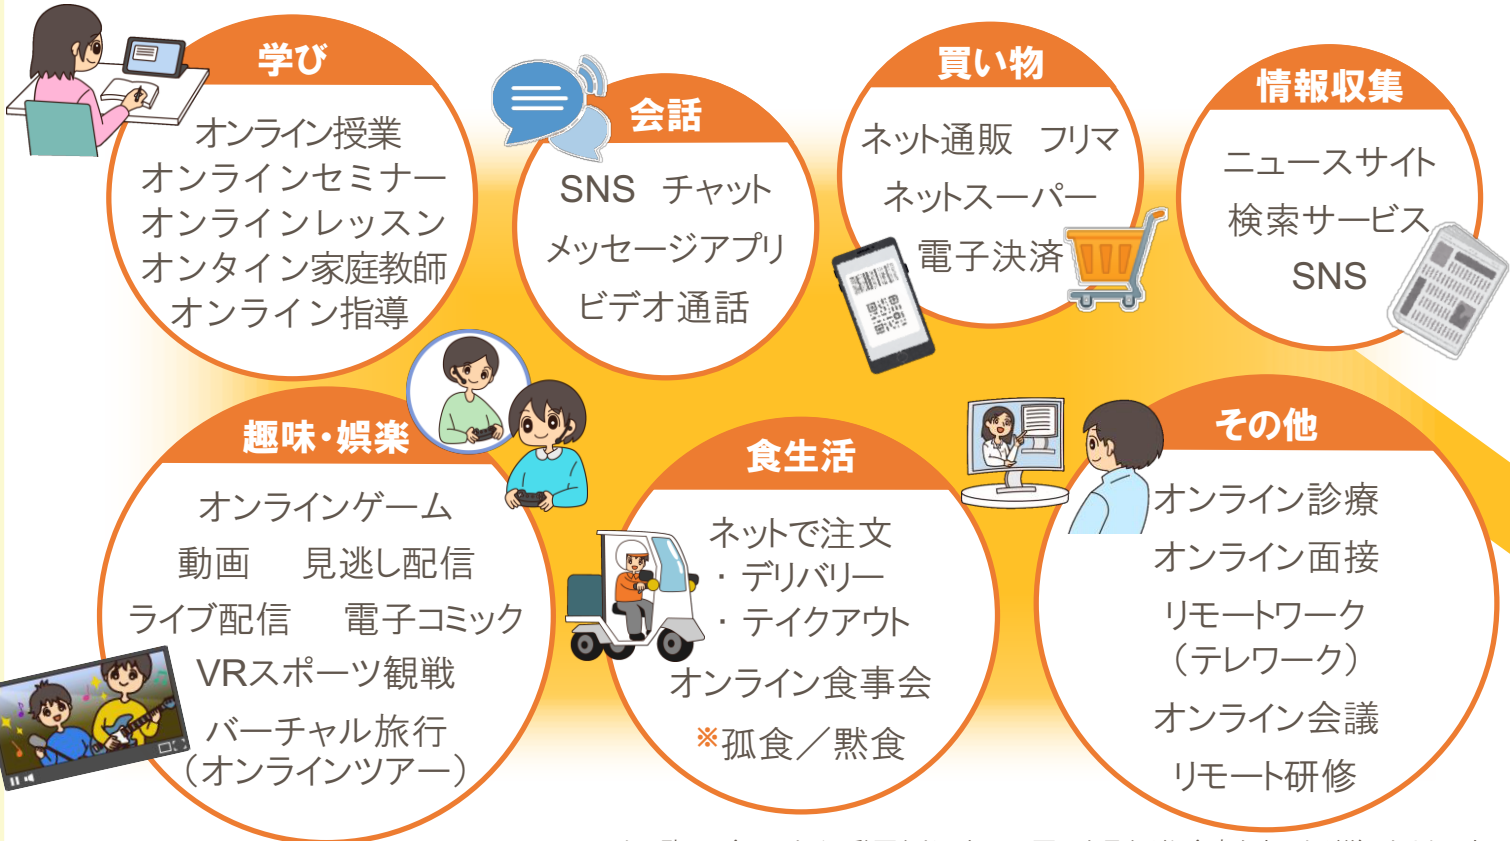 学び
オンライン授業
オンラインセミナー
オンラインレッスン
オンタイン家庭教師
オンライン指導
会話
SNS チャット
メッセージアプリ
ビデオ通話
買い物
ネット通販 フリマ
ネットスーパー
電子決済
情報収集
ニュースサイト
検索サービス
SNS
趣味・娯楽
オンラインゲーム
動画 見逃し配信
ライブ配信 電子コミック
VRスポーツ観戦
バーチャル旅行
（オンラインツアー）
食生活
ネットで注文
・デリバリー
・テイクアウト
オンライン食事会
※孤食／黙食
その他
オンライン診療
オンライン面接
リモートワーク
（テレワーク）
オンライン会議
リモート研修